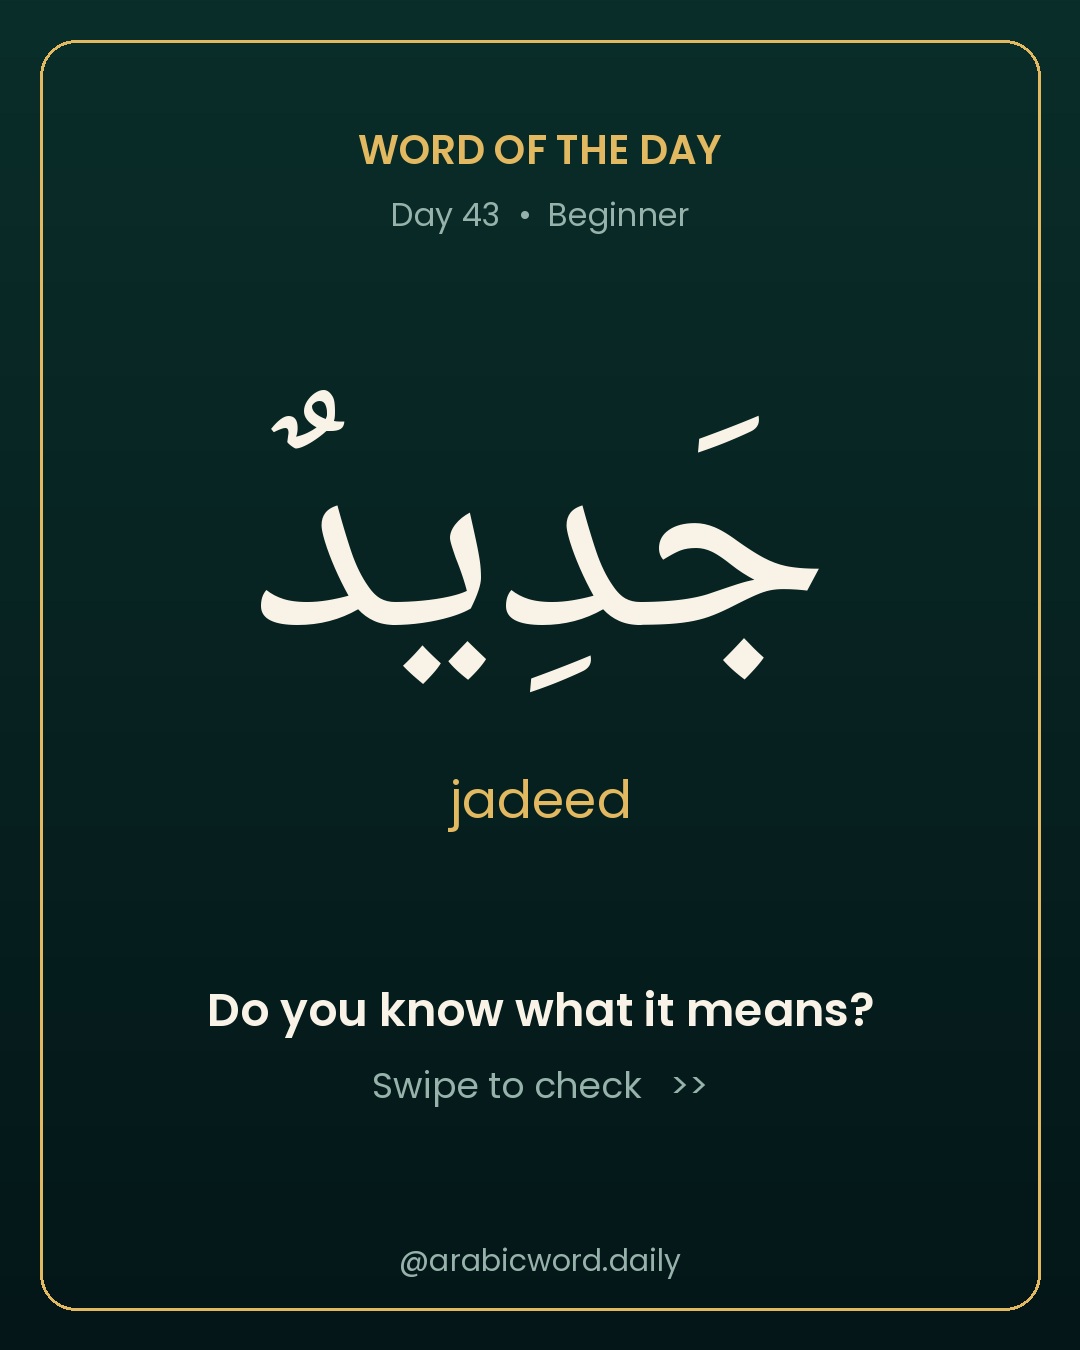 WORD OF THE DAY
Day 43 • Beginner
جَدِيدٌ
jadeed
Do you know what it means?
Swipe to check >>
@arabicword.daily